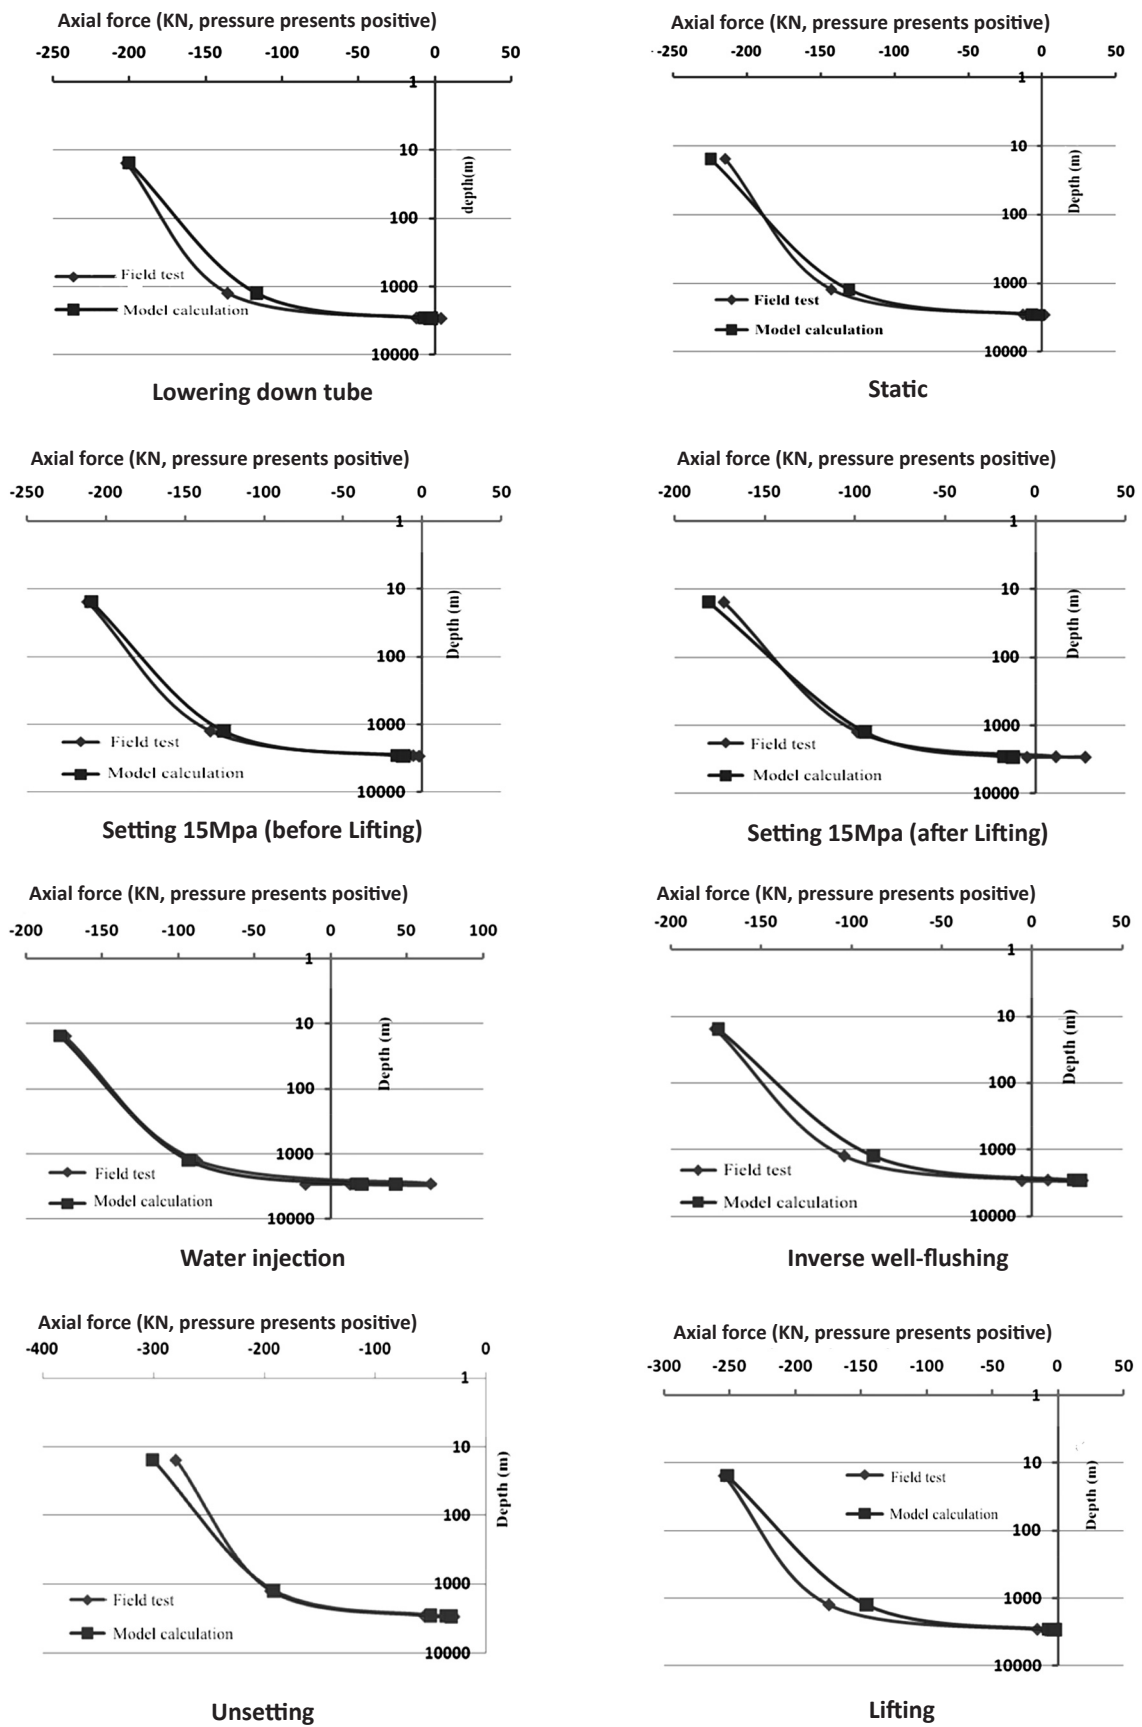 Axial force (KN, pressure presents positive)
-250 -200 -150 -100 -50 0 50
1
10
depth(m)
100
Field test
1000
Model calculation
10000
Lowering down tube
Axial force (KN, pressure presents positive)
-250 -200 -150 -100 -50 0 50
1
10
Depth (m)
100
1000
Field test
Model calculation
10000
Static
Axial force (KN, pressure presents positive)
-250 -200 -150 -100 -50 0 50
1
10
Depth (m)
100
1000
Field test
Model calculation
10000
Setting 15Mpa (before Lifting)
Axial force (KN, pressure presents positive)
-200 -150 -100 -50 0 50
1
10
Depth (m)
100
1000
Field test
Model calculation
10000
Setting 15Mpa (after Lifting)
Axial force (KN, pressure presents positive)
-200 -150 -100 -50 0 50 100
1
10
Depth (m)
100
1000
Field test
Model calculation
10000
Water injection
Axial force (KN, pressure presents positive)
-200 -150 -100 -50 0 50
1
10
Depth (m)
100
1000
Field test
Model calculation
10000
Inverse well-flushing
Axial force (KN, pressure presents positive)
-400 -300 -200 -100 0
1
10
Depth (m)
100
1000
Field test
Model calculation
10000
Unsetting
Axial force (KN, pressure presents positive)
-300 -250 -200 -150 -100 -50 0 50
1
10
Field test
Depth (m)
Model calculation
100
1000
10000
Lifting